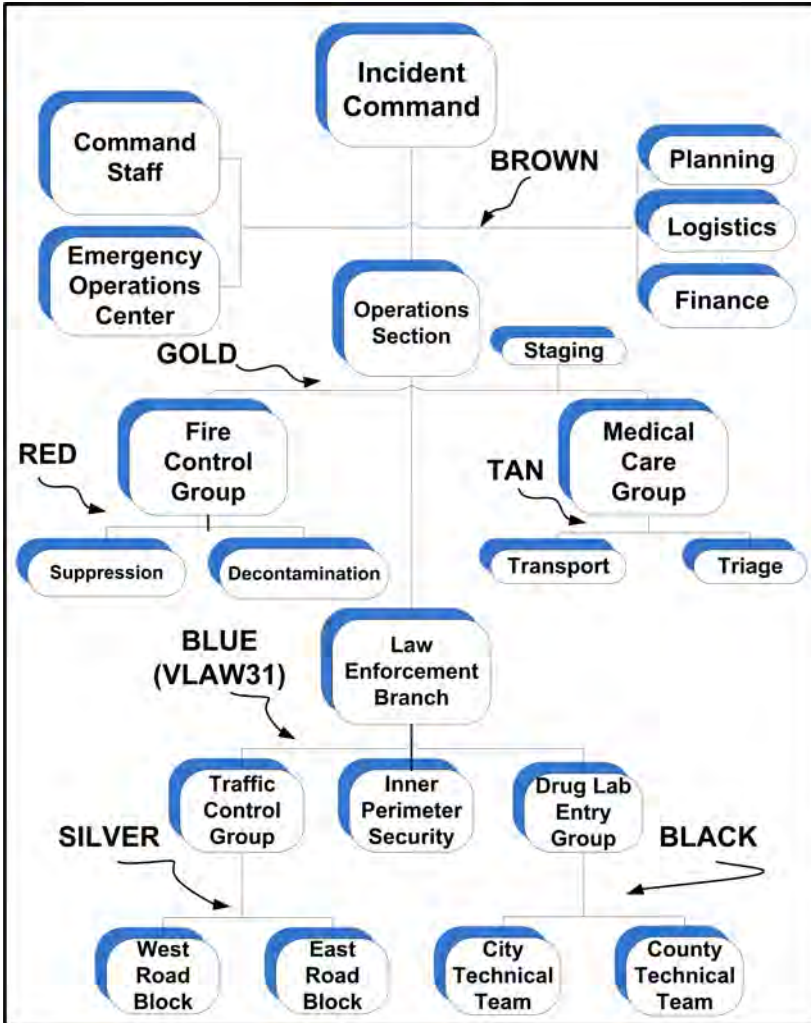 Incident
Command
Command
Staff
BROWN
Planning
Logistics
Emergency
Operations
Center
Finance
Operations
Section
Staging
GOLD
Fire
Control
Group
Medical
Care
Group
RED
TAN
Suppression
Decontamination
Transport
Triage
BLUE
(VLAW31)
Law
Enforcement
Branch
Traffic
Control
Group
Inner
Perimeter
Security
Drug Lab
Entry
Group
SILVER
BLACK
West
Road
Block
East
Road
Block
City
Technical
Team
County
Technical
Team